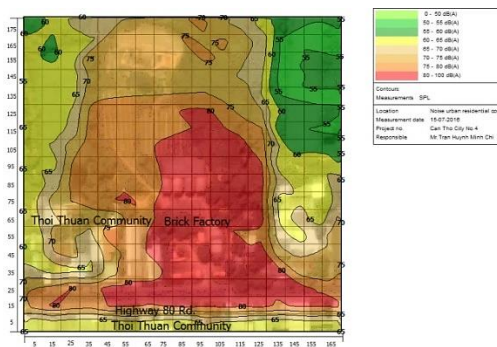 0 - 50 dB(A)
50 - 55 dB(A)
55 - 60 dB(A)
60 - 65 dB(A)
65 - 70 dB(A)
70 - 75 dB(A)
75 - 80 dB(A)
80 - 100 dB(A)
Contours
Measurements SPL
Location Noise urban residential
Measurement date 15-07-2016
Project no. Can Tho City No.4
Responsible Mr.Tran Huynh Minh Chi
175
165
155
145
135
125
115
105
95
85
75
65
55
45
35
25
15
5
Thoi Thuan Community Brick Factory
Highway 80 Rd.
Thoi Thuan Community
5 15 25 35 45 55 65 75 85 95 105 115 125 135 145 155 165